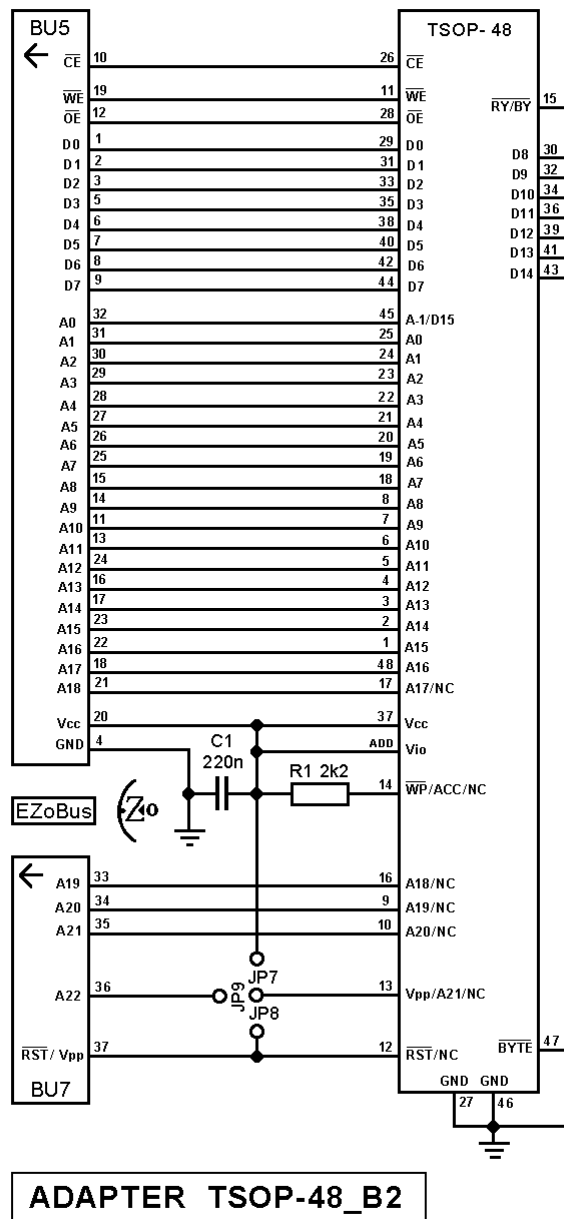 BU5 TSOP-48
CE 10 26 CE
WE 19 11 WE RY/BY 15
OE 12 28 OE
D0 1 29 D0 D8 30
D1 2 31 D1 D9 32
D2 3 33 D2 D10 34
D3 5 35 D3 D11 36
D4 6 38 D4 D12 39
D5 7 40 D5 D13 41
D6 8 42 D6 D14 43
D7 9 44 D7
A0 32 45 A-1/D15
A1 31 25 A0
A2 30 24 A1
A3 29 23 A2
A4 28 22 A3
A5 27 21 A4
A6 26 20 A5
A7 25 19 A6
A8 15 18 A7
A9 14 8 A8
A10 11 7 A9
A11 13 6 A10
A12 24 5 A11
A13 16 4 A12
A14 17 3 A13
A15 23 2 A14
A16 22 1 A15
A17 18 48 A16
A18 21 17 A17/NC
Vcc 20 37 Vcc
GND 4 C1 220n ADD Vio
R1 2k2 14 WP/ACC/NC
EZoBus Zo
A19 33 16 A18/NC
A20 34 9 A19/NC
A21 35 10 A20/NC
JP7
A22 36 JP9 13 Vpp/A21/NC
JP8
RST/Vpp 37 12 RST/NC BYTE 47
BU7 GND GND
27 46
ADAPTER TSOP-48_B2